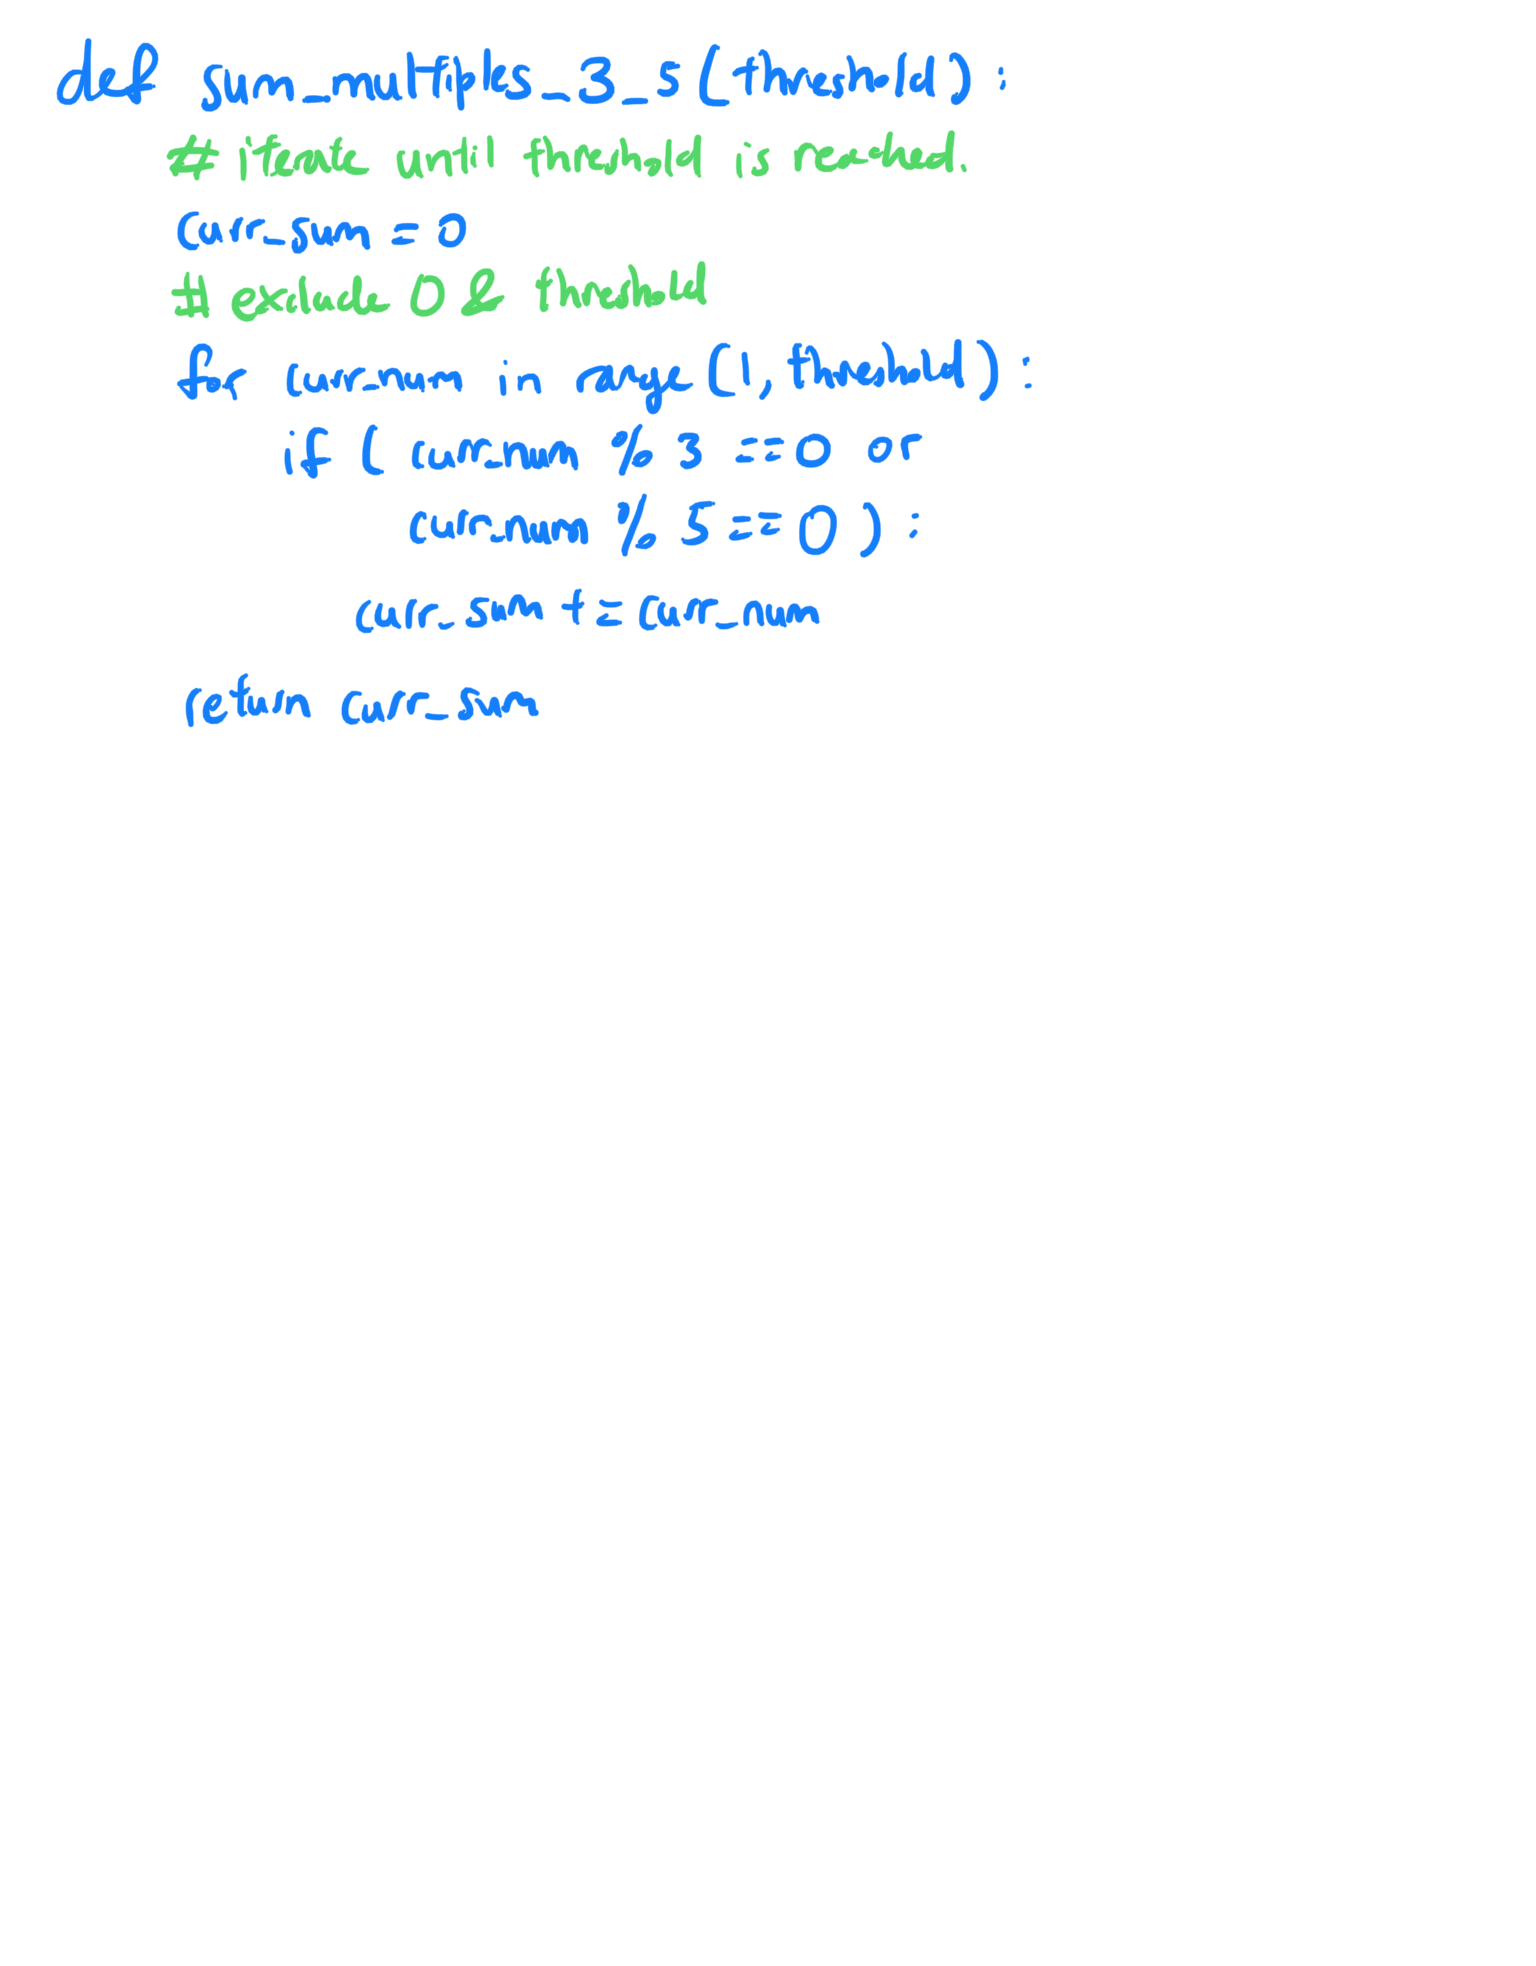 def sum_multiples_3_5(threshold):
# iterate until threshold is reached.
curr_sum = 0
# exclude 0 & threshold
for curr_num in range(1, threshold):
if ( curr_num % 3 == 0 or
curr_num % 5 == 0 ) :
curr_sum += curr_num
return curr_sum